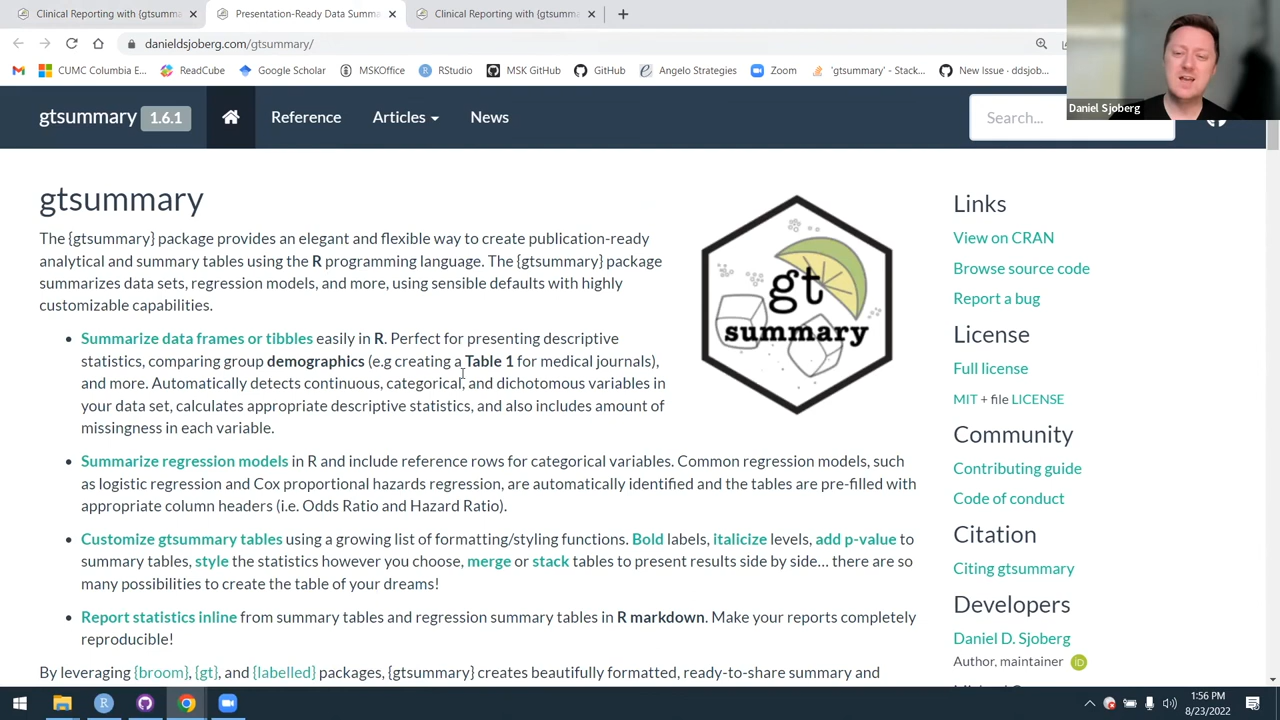 Clinical Reporting with {gtsumma
Presentation-Ready Data Summa
Clinical Reporting with {gtsumm
danieldsjoberg.com/gtsummary/
CUMC Columbia E...
ReadCube
Google Scholar
MSKOffice
RStudio
MSK GitHub
GitHub
Angelo Strategies
Zoom
'gtsummary' - Stack...
New Issue · ddsjob...
Daniel Sjoberg
gtsummary 1.6.1
Reference
Articles
News
Search...
gtsummary
The {gtsummary} package provides an elegant and flexible way to create publication-ready
analytical and summary tables using the R programming language. The {gtsummary} package
summarizes data sets, regression models, and more, using sensible defaults with highly
customizable capabilities.
• Summarize data frames or tibbles easily in R. Perfect for presenting descriptive
statistics, comparing group demographics (e.g creating a Table 1 for medical journals),
and more. Automatically detects continuous, categorical, and dichotomous variables in
your data set, calculates appropriate descriptive statistics, and also includes amount of
missingness in each variable.
• Summarize regression models in R and include reference rows for categorical variables. Common regression models, such
as logistic regression and Cox proportional hazards regression, are automatically identified and the tables are pre-filled with
appropriate column headers (i.e. Odds Ratio and Hazard Ratio).
• Customize gtsummary tables using a growing list of formatting/styling functions. Bold labels, italicize levels, add p-value to
summary tables, style the statistics however you choose, merge or stack tables to present results side by side... there are so
many possibilities to create the table of your dreams!
• Report statistics inline from summary tables and regression summary tables in R markdown. Make your reports completely
reproducible!
By leveraging {broom}, {gt}, and {labelled} packages, {gtsummary} creates beautifully formatted, ready-to-share summary and
gt
summary
Links
View on CRAN
Browse source code
Report a bug
License
Full license
MIT + file LICENSE
Community
Contributing guide
Code of conduct
Citation
Citing gtsummary
Developers
Daniel D. Sjoberg
Author, maintainer iD
1:56 PM
8/23/2022